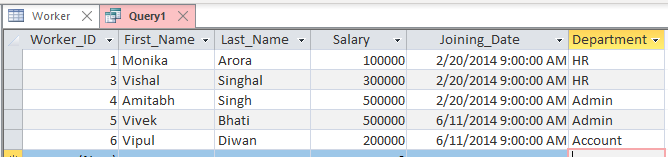 Worker Query1
Worker_ID First_Name Last_Name Salary Joining_Date Department
1 Monika Arora 100000 2/20/2014 9:00:00 AM HR
3 Vishal Singhal 300000 2/20/2014 9:00:00 AM HR
4 Amitabh Singh 500000 2/20/2014 9:00:00 AM Admin
5 Vivek Bhati 500000 6/11/2014 9:00:00 AM Admin
6 Vipul Diwan 200000 6/11/2014 9:00:00 AM Account